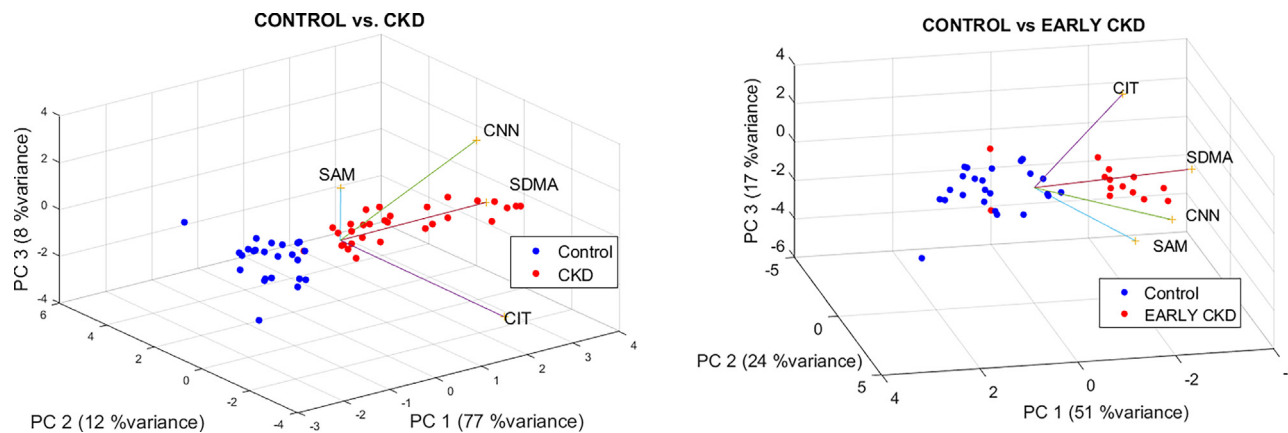 CONTROL vs. CKD
4
2
0
-2
-4
PC 3 (8 %variance)
6
4
2
0
-2
-4
PC 2 (12 %variance)
-3
-2
-1
0
1
2
3
4
PC 1 (77 %variance)
SAM
CNN
SDMA
CIT
Control
CKD
CONTROL vs EARLY CKD
4
2
0
-2
-4
-6
PC 3 (17 %variance)
-5
0
5
PC 2 (24 %variance)
4
2
0
-2
PC 1 (51 %variance)
CIT
SDMA
CNN
SAM
Control
EARLY CKD